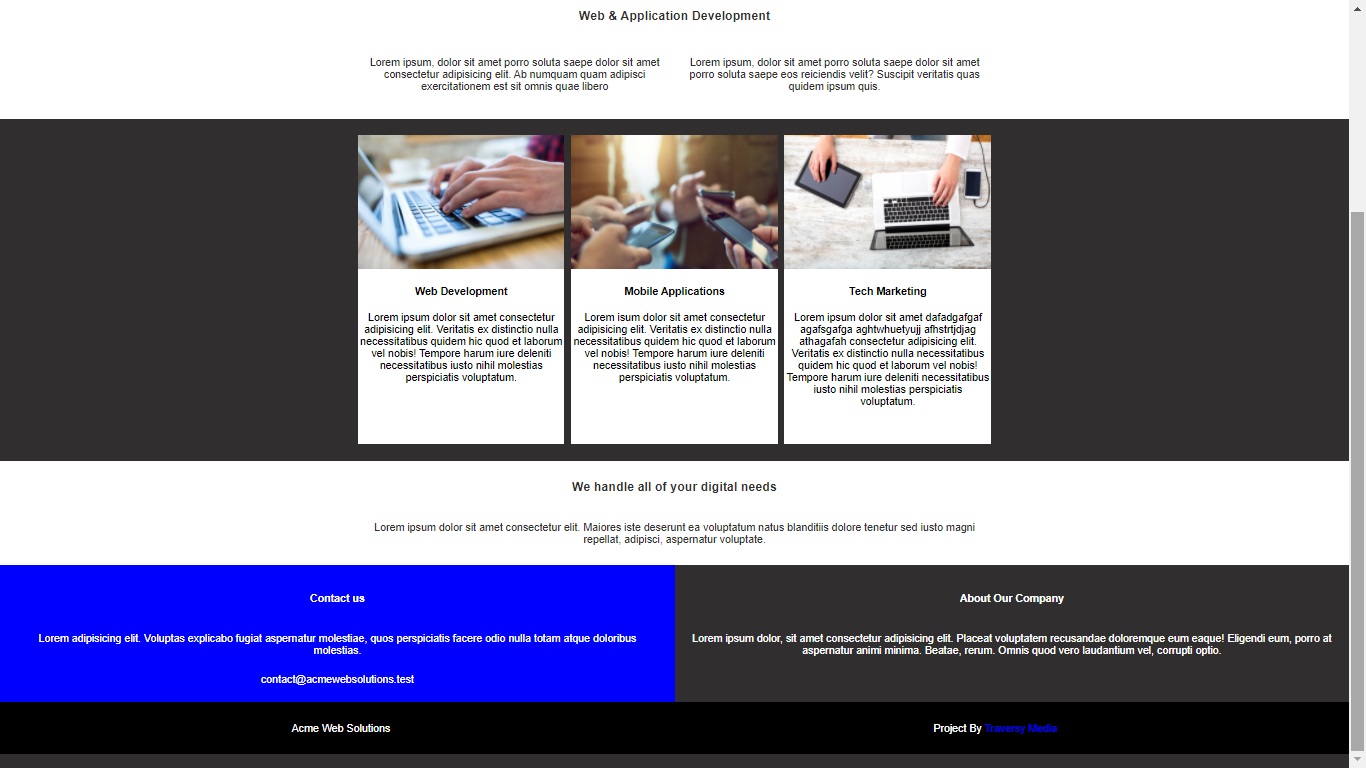 Web & Application Development
Lorem ipsum, dolor sit amet porro soluta saepe dolor sit amet
consectetur adipisicing elit. Ab numquam quam adipisci
exercitationem est sit omnis quae libero
Lorem ipsum, dolor sit amet porro soluta saepe dolor sit amet
porro soluta saepe eos reiciendis velit? Suscipit veritatis quas
quidem ipsum quis.
Web Development
Lorem ipsum dolor sit amet consectetur
adipisicing elit. Veritatis ex distinctio nulla
necessitatibus quidem hic quod et laborum
vel nobis! Tempore harum iure deleniti
necessitatibus iusto nihil molestias
perspiciatis voluptatum.
Mobile Applications
Lorem isum dolor sit amet consectetur
adipisicing elit. Veritatis ex distinctio nulla
necessitatibus quidem hic quod et laborum
vel nobis! Tempore harum iure deleniti
necessitatibus iusto nihil molestias
perspiciatis voluptatum.
Tech Marketing
Lorem ipsum dolor sit amet dafadgafgaf
agafsgafga aghtwhuetyujj afhstrtjdjag
athagafah consectetur adipisicing elit.
Veritatis ex distinctio nulla necessitatibus
quidem hic quod et laborum vel nobis!
Tempore harum iure deleniti necessitatibus
iusto nihil molestias perspiciatis
voluptatum.
We handle all of your digital needs
Lorem ipsum dolor sit amet consectetur elit. Maiores iste deserunt ea voluptatum natus blanditiis dolore tenetur sed iusto magni
repellat, adipisci, aspernatur voluptate.
Contact us
Lorem adipisicing elit. Voluptas explicabo fugiat aspernatur molestiae, quos perspiciatis facere odio nulla totam atque doloribus
molestias.
contact@acmewebsolutions.test
About Our Company
Lorem ipsum dolor, sit amet consectetur adipisicing elit. Placeat voluptatem recusandae doloremque eum eaque! Eligendi eum, porro at
aspernatur animi minima. Beatae, rerum. Omnis quod vero laudantium vel, corrupti optio.
Acme Web Solutions
Project By Traversy Media